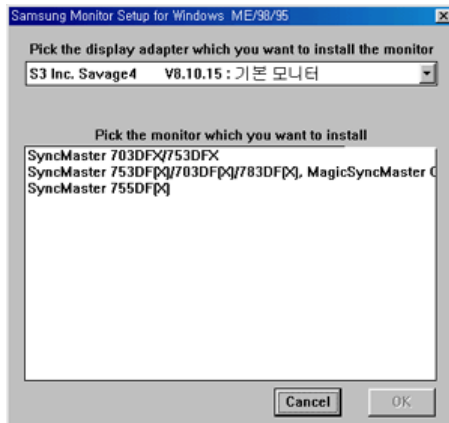 Samsung Monitor Setup for Windows ME/98/95
Pick the display adapter which you want to install the monitor
S3 Inc. Savage4 V8.10.15 : 기본 모니터
Pick the monitor which you want to install
SyncMaster 703DFX/753DFX
SyncMaster 753DF[X]/703DF[X]/783DF[X], MagicSyncMaster
SyncMaster 755DF[X]
Cancel OK